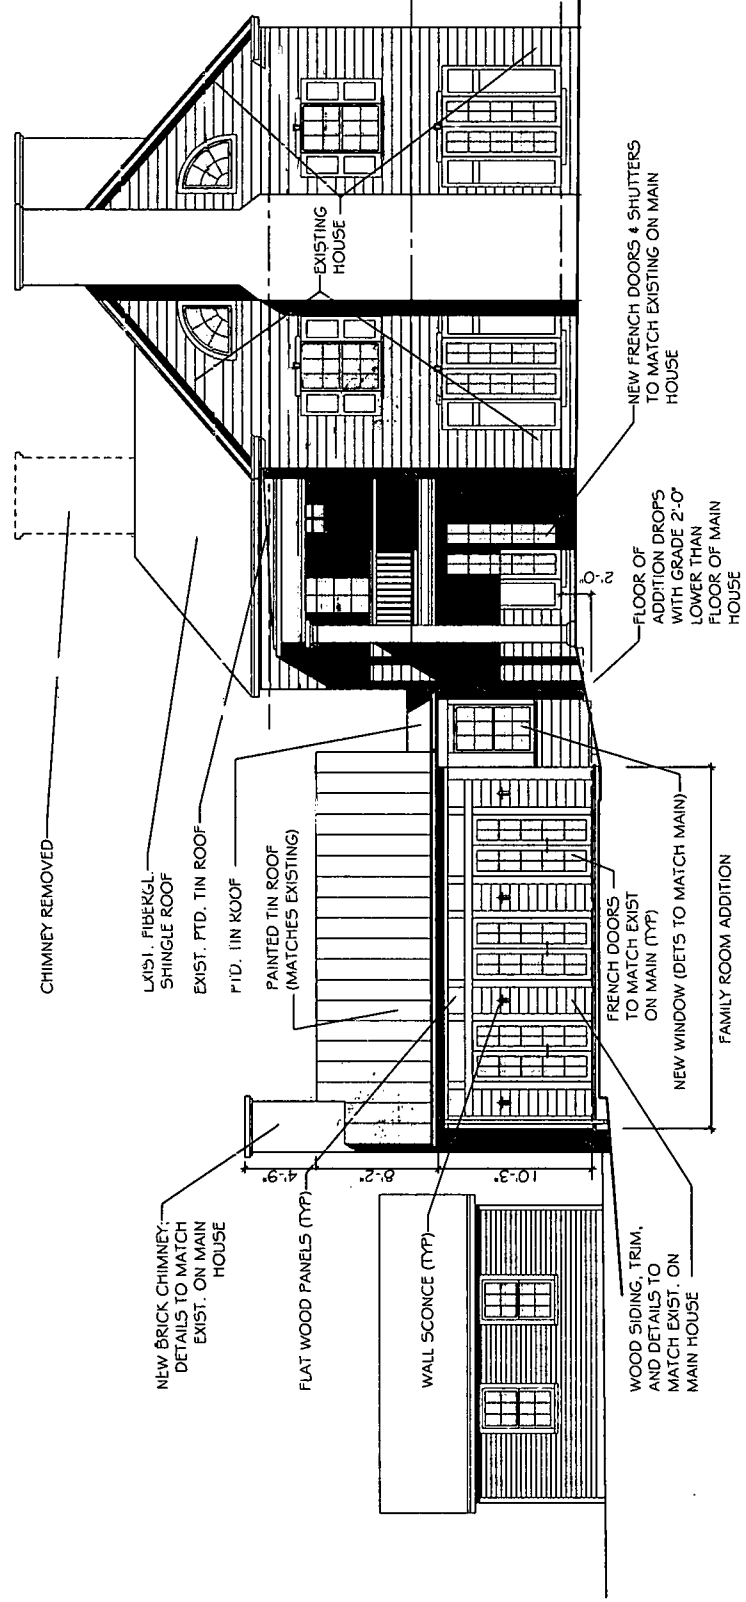 CHIMNEY REMOVED
EXIST. FIBERGL.
SHINGLE ROOF
EXIST. PTD. TIN ROOF
PTD. TIN ROOF
PAINTED TIN ROOF
(MATCHES EXISTING)
NEW BRICK CHIMNEY:
DETAILS TO MATCH
EXIST. ON MAIN
HOUSE
FLAT WOOD PANELS (TYP)
WALL SCONCE (TYP)
WOOD SIDING, TRIM,
AND DETAILS TO
MATCH EXIST. ON
MAIN HOUSE
4'-9"
8'-2"
10'-3"
FRENCH DOORS
TO MATCH EXIST
ON MAIN (TYP)
NEW WINDOW (DETS TO MATCH MAIN)
FAMILY ROOM ADDITION
2'-0"
FLOOR OF
ADDITION DROPS
WITH GRADE 2'-0"
LOWER THAN
FLOOR OF MAIN
HOUSE
NEW FRENCH DOORS & SHUTTERS
TO MATCH EXISTING ON MAIN
HOUSE
EXISTING
HOUSE